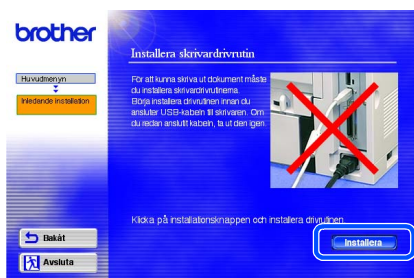 brother
Installera skrivardrivrutin
Huvudmenyn
Inledande installation
För att kunna skriva ut dokument måste
du installera skrivardrivrutinerna.
Börja installera drivrutinen innan du
ansluter USB-kabeln till skrivaren. Om
du redan anslutit kabeln, ta ut den igen.
Klicka på installationsknappen och installera drivrutinen.
Bakåt
Installera
Avsluta